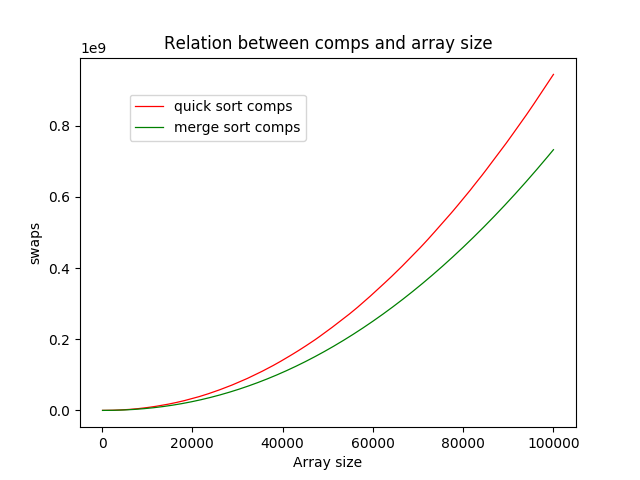 Relation between comps and array size
1e9
quick sort comps
merge sort comps
0.8
0.6
0.4
0.2
0.0
swaps
0 20000 40000 60000 80000 100000
Array size